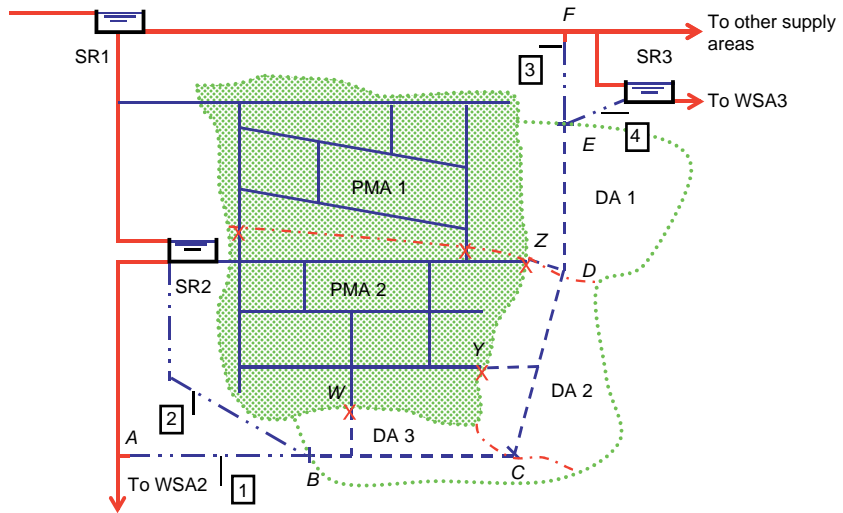 F
To other supply
areas
SR1
SR3
3
To WSA3
4
E
PMA 1
DA 1
Z
D
SR2
PMA 2
Y
W
DA 2
2
A
DA 3
To WSA2
1
B
C